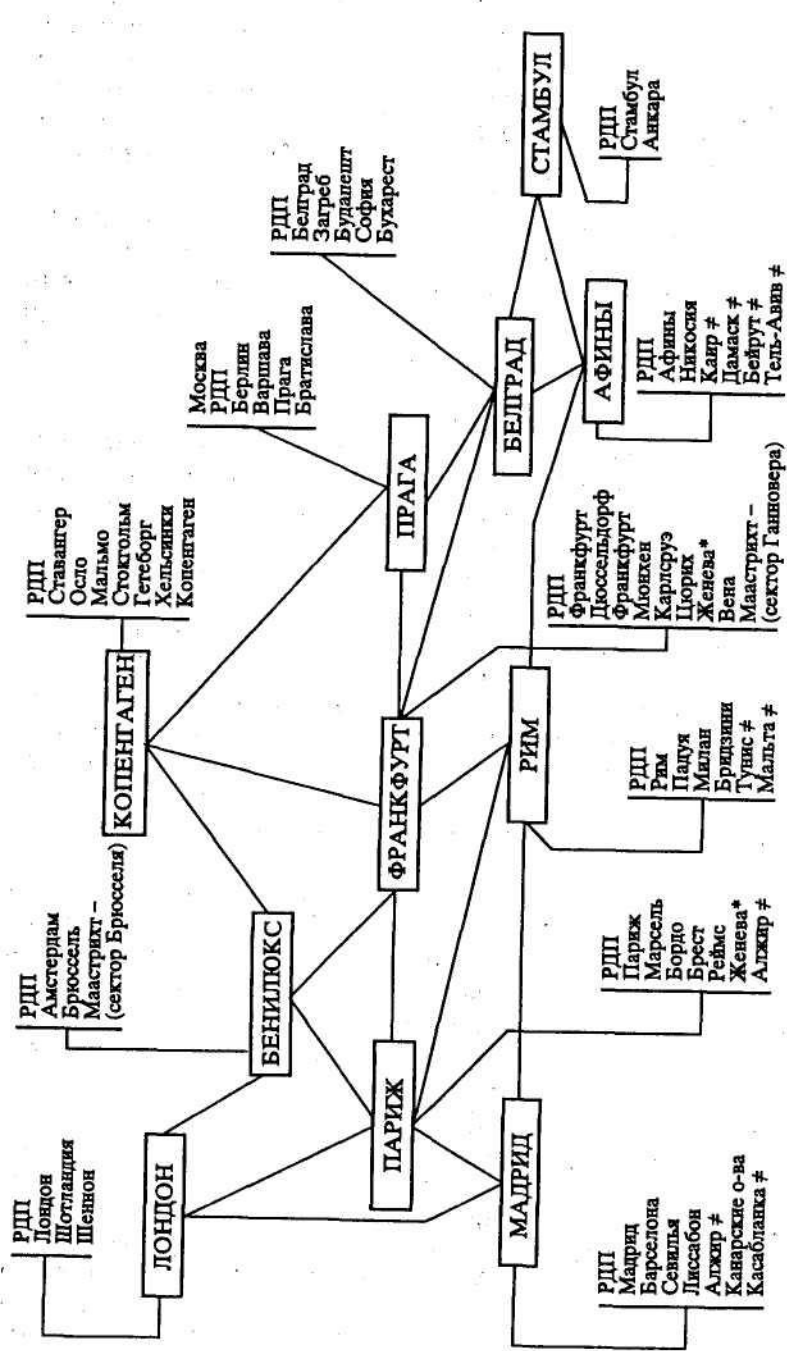 РДП
Лондон
Шотландия
Шеннон
ЛОНДОН
РДП
Амстердам
Брюссель
Маастрихт –
(сектор Брюсселя)
БЕНИЛЮКС
КОПЕНГАГЕН
РДП
Ставангер
Осло
Мальмо
Стокгольм
Гетеборг
Хельсинки
Копенгаген
Москва
РДП
Берлин
Варшава
Прага
Братислава
РДП
Белград
Загреб
Будапешт
София
Бухарест
ПАРИЖ
ФРАНКФУРТ
ПРАГА
МАДРИД
РИМ
БЕЛГРАД
АФИНЫ
СТАМБУЛ
РДП
Мадрид
Барселона
Севилья
Лиссабон
Алжир ≠
Канарские о-ва
Касабланка ≠
РДП
Париж
Марсель
Бордо
Брест
Реймс
Женева*
Алжир ≠
РДП
Рим
Падуя
Милан
Бридзини
Тунис ≠
Мальта ≠
РДП
Франкфурт
Дюссельдорф
Франкфурт
Мюнхен
Карлсруэ
Цюрих
Женева*
Вена
Маастрихт –
(сектор Ганновера)
РДП
Афины
Никосия
Каир ≠
Дамаск ≠
Бейрут ≠
Тель-Авив ≠
РДП
Стамбул
Анкара